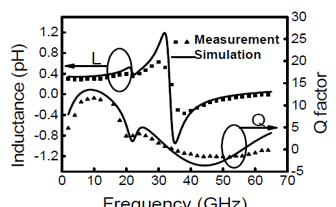 Measurement
Simulation
L
Q
Inductance (pH)
1.2
0.8
0.4
0.0
-0.4
-0.8
-1.2
30
25
20
15
10
5
0
-5
Q factor
0 10 20 30 40 50 60 70
Frequency (GHz)